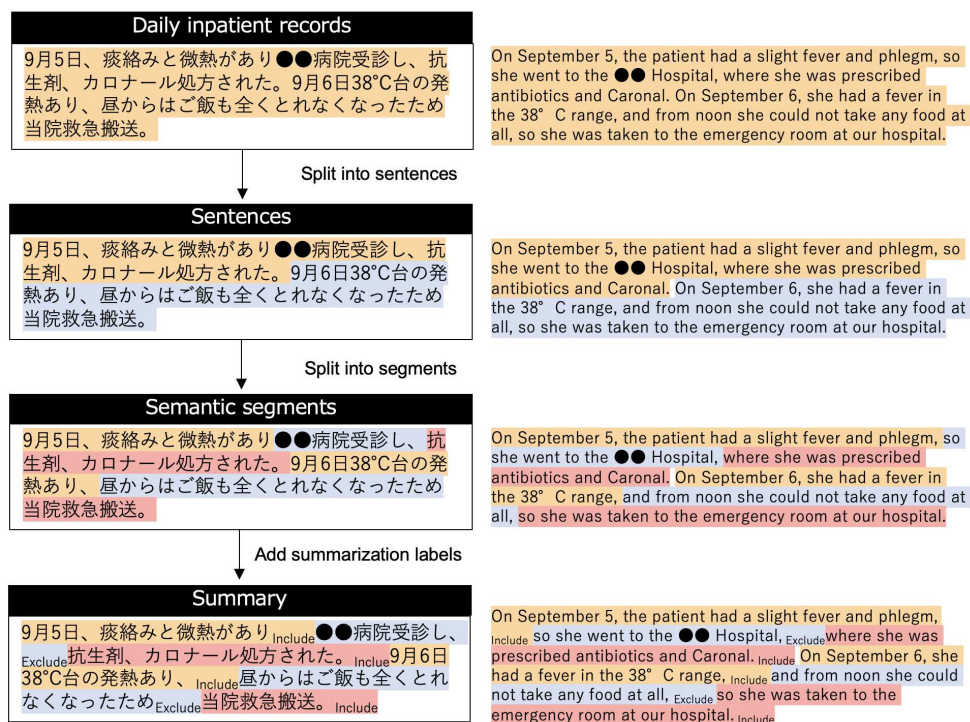 Daily inpatient records
9月5日、痰絡みと微熱があり●●病院受診し、抗
生剤、カロナール処方された。9月6日38°C台の発
熱あり、昼からはご飯も全くとれなくなったため
当院救急搬送。
On September 5, the patient had a slight fever and phlegm, so
she went to the ●● Hospital, where she was prescribed
antibiotics and Caronal. On September 6, she had a fever in
the 38° C range, and from noon she could not take any food at
all, so she was taken to the emergency room at our hospital.
Split into sentences
Sentences
9月5日、痰絡みと微熱があり●●病院受診し、抗
生剤、カロナール処方された。9月6日38°C台の発
熱あり、昼からはご飯も全くとれなくなったため
当院救急搬送。
On September 5, the patient had a slight fever and phlegm, so
she went to the ●● Hospital, where she was prescribed
antibiotics and Caronal. On September 6, she had a fever in
the 38° C range, and from noon she could not take any food at
all, so she was taken to the emergency room at our hospital.
Split into segments
Semantic segments
9月5日、痰絡みと微熱があり●●病院受診し、抗
生剤、カロナール処方された。9月6日38°C台の発
熱あり、昼からはご飯も全くとれなくなったため
当院救急搬送。
On September 5, the patient had a slight fever and phlegm, so
she went to the ●● Hospital, where she was prescribed
antibiotics and Caronal. On September 6, she had a fever in
the 38° C range, and from noon she could not take any food at
all, so she was taken to the emergency room at our hospital.
Add summarization labels
Summary
9月5日、痰絡みと微熱がありInclude●●病院受診し、
Exclude抗生剤、カロナール処方された。Inclue9月6日
38°C台の発熱あり、Include昼からはご飯も全くとれ
なくなったためExclude当院救急搬送。Include
On September 5, the patient had a slight fever and phlegm,
Include so she went to the ●● Hospital, Excludewhere she was
prescribed antibiotics and Caronal. Include On September 6, she
had a fever in the 38° C range, Include and from noon she could
not take any food at all, Exclude so she was taken to the
emergency room at our hospital. Include